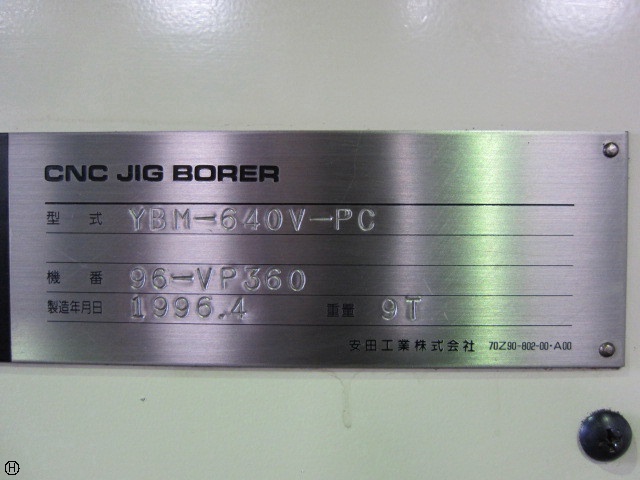 CNC JIG BORER
型式 YBM-640V-PC
機番 96-VP360
製造年月日 1996.4 重量 9T
安田工業株式会社 70Z90-802-00-A00
H